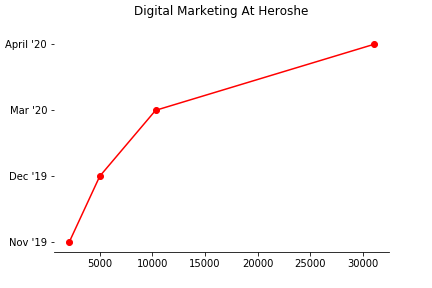 Digital Marketing At Heroshe
April '20
Mar '20
Dec '19
Nov '19
5000 10000 15000 20000 25000 30000